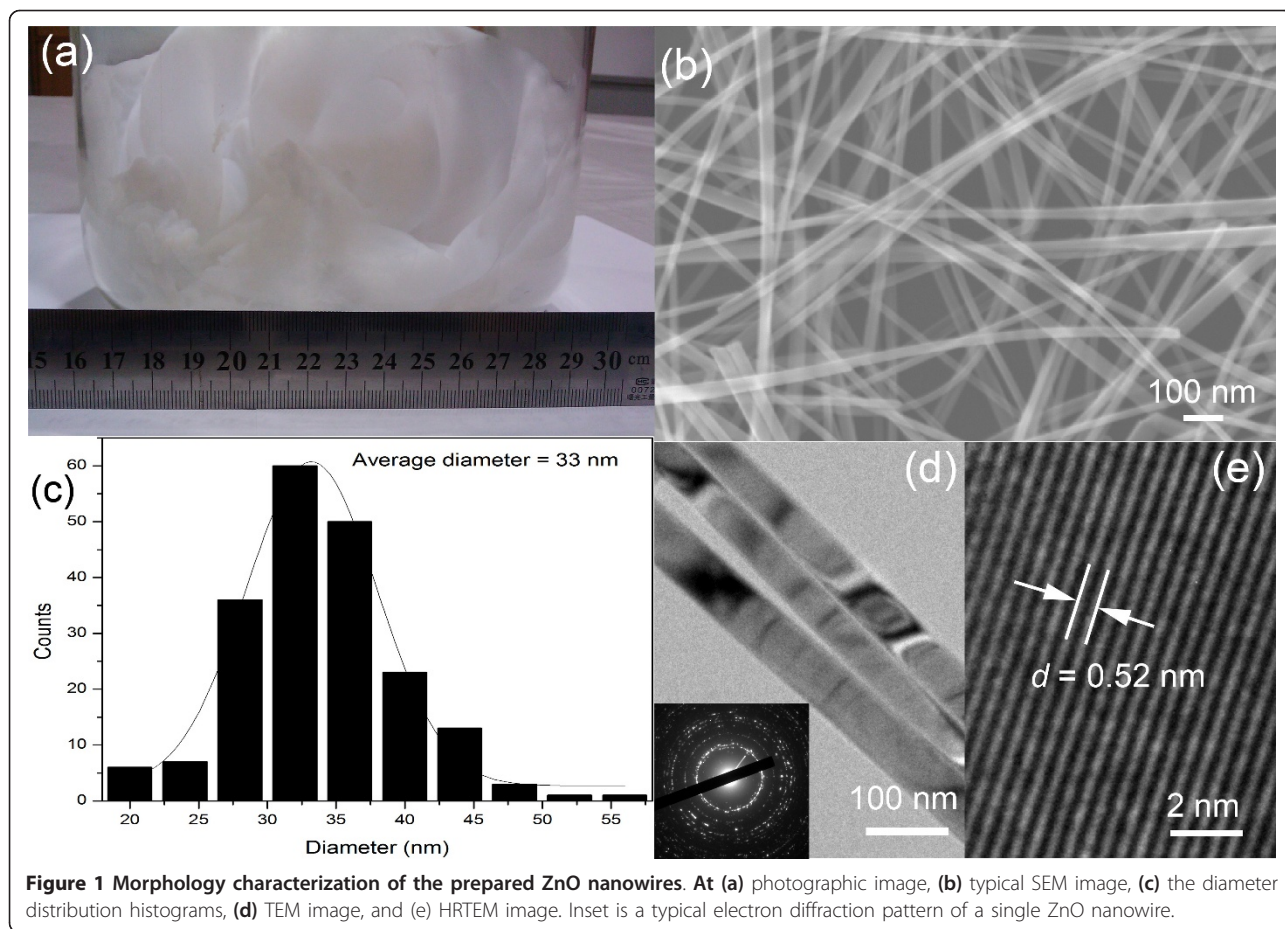 (a)
15 16 17 18 19 20 21 22 23 24 25 26 27 28 29 30 cm
0072
(b)
100 nm
(c)
Average diameter = 33 nm
60
50
40
30
20
10
0
Counts
20 25 30 35 40 45 50 55
Diameter (nm)
(d)
100 nm
(e)
d = 0.52 nm
2 nm
Figure 1 Morphology characterization of the prepared ZnO nanowires. At (a) photographic image, (b) typical SEM image, (c) the diameter
distribution histograms, (d) TEM image, and (e) HRTEM image. Inset is a typical electron diffraction pattern of a single ZnO nanowire.